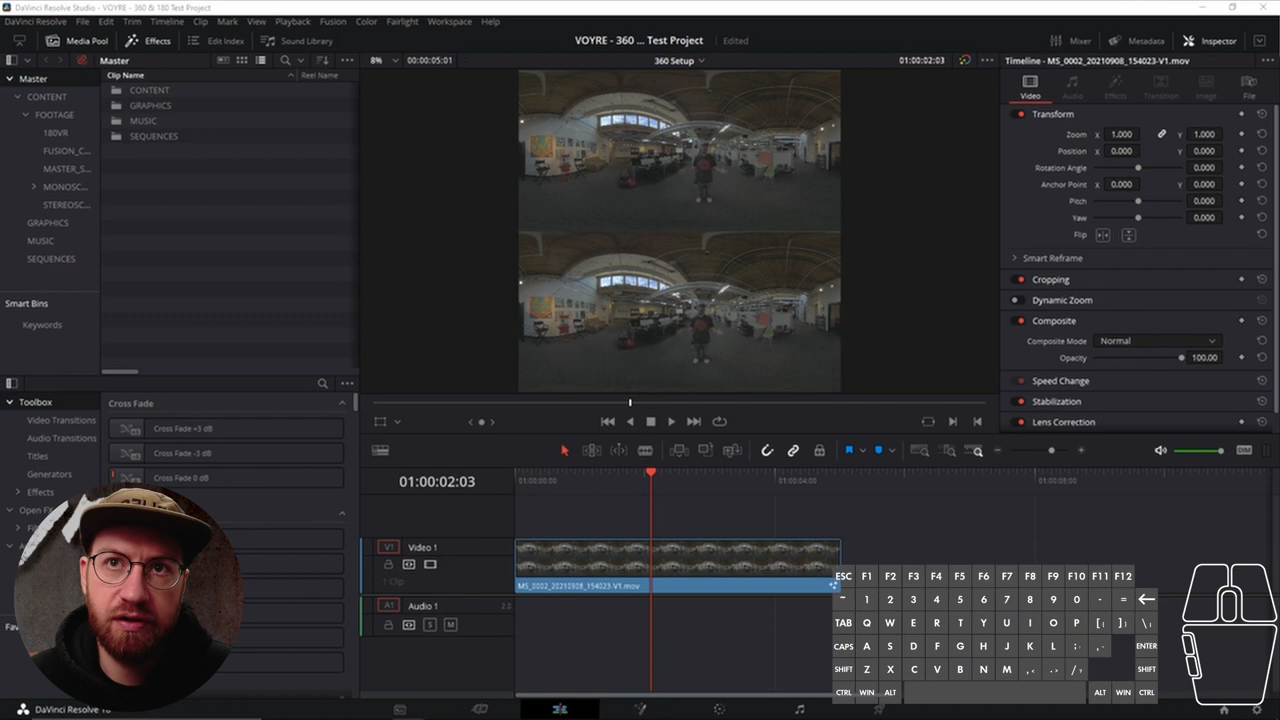 DaVinci Resolve Studio - VOYRE - 360 & 180 Test Project
DaVinci Resolve File Edit Trim Timeline Clip Mark View Playback Fusion Color Fairlight Workspace Help
Media Pool Effects Edit Index Sound Library VOYRE - 360 ... Test Project Edited Mixer Metadata Inspector
Master 8% 00:00:05:01 360 Setup 01:00:02:03 Timeline - MS_0002_20210908_154023-V1.mov
Master
CONTENT
FOOTAGE
180VR
FUSION_C...
MASTER_S...
MONOSC...
STEREOSC...
GRAPHICS
MUSIC
SEQUENCES
Smart Bins
Keywords
Clip Name Reel Name
CONTENT
GRAPHICS
MUSIC
SEQUENCES
Video Audio Effects Transition Image File
Transform
Zoom X 1.000 Y 1.000
Position X 0.000 Y 0.000
Rotation Angle 0.000
Anchor Point X 0.000 Y 0.000
Pitch 0.000
Yaw 0.000
Flip
Smart Reframe
Cropping
Dynamic Zoom
Composite
Composite Mode Normal
Opacity 100.00
Speed Change
Stabilization
Lens Correction
Toolbox
Video Transitions
Audio Transitions
Titles
Generators
Effects
Open FX
Cross Fade
Cross Fade +3 dB
Cross Fade -3 dB
Cross Fade 0 dB
DIM
01:00:02:03
01:00:00:00 01:00:04:00 01:00:08:00
V1 Video 1
1 Clip
MS_0002_20210908_154023-V1.mov
A1 Audio 1 2.0
S M
ESC F1 F2 F3 F4 F5 F6 F7 F8 F9 F10 F11 F12
~ 1 2 3 4 5 6 7 8 9 0 - = ←
TAB Q W E R T Y U I O P [{ ]} \|
CAPS A S D F G H J K L ENTER
SHIFT Z X C V B N M SHIFT
CTRL WIN ALT ALT WIN CTRL
DaVinci Resolve 18